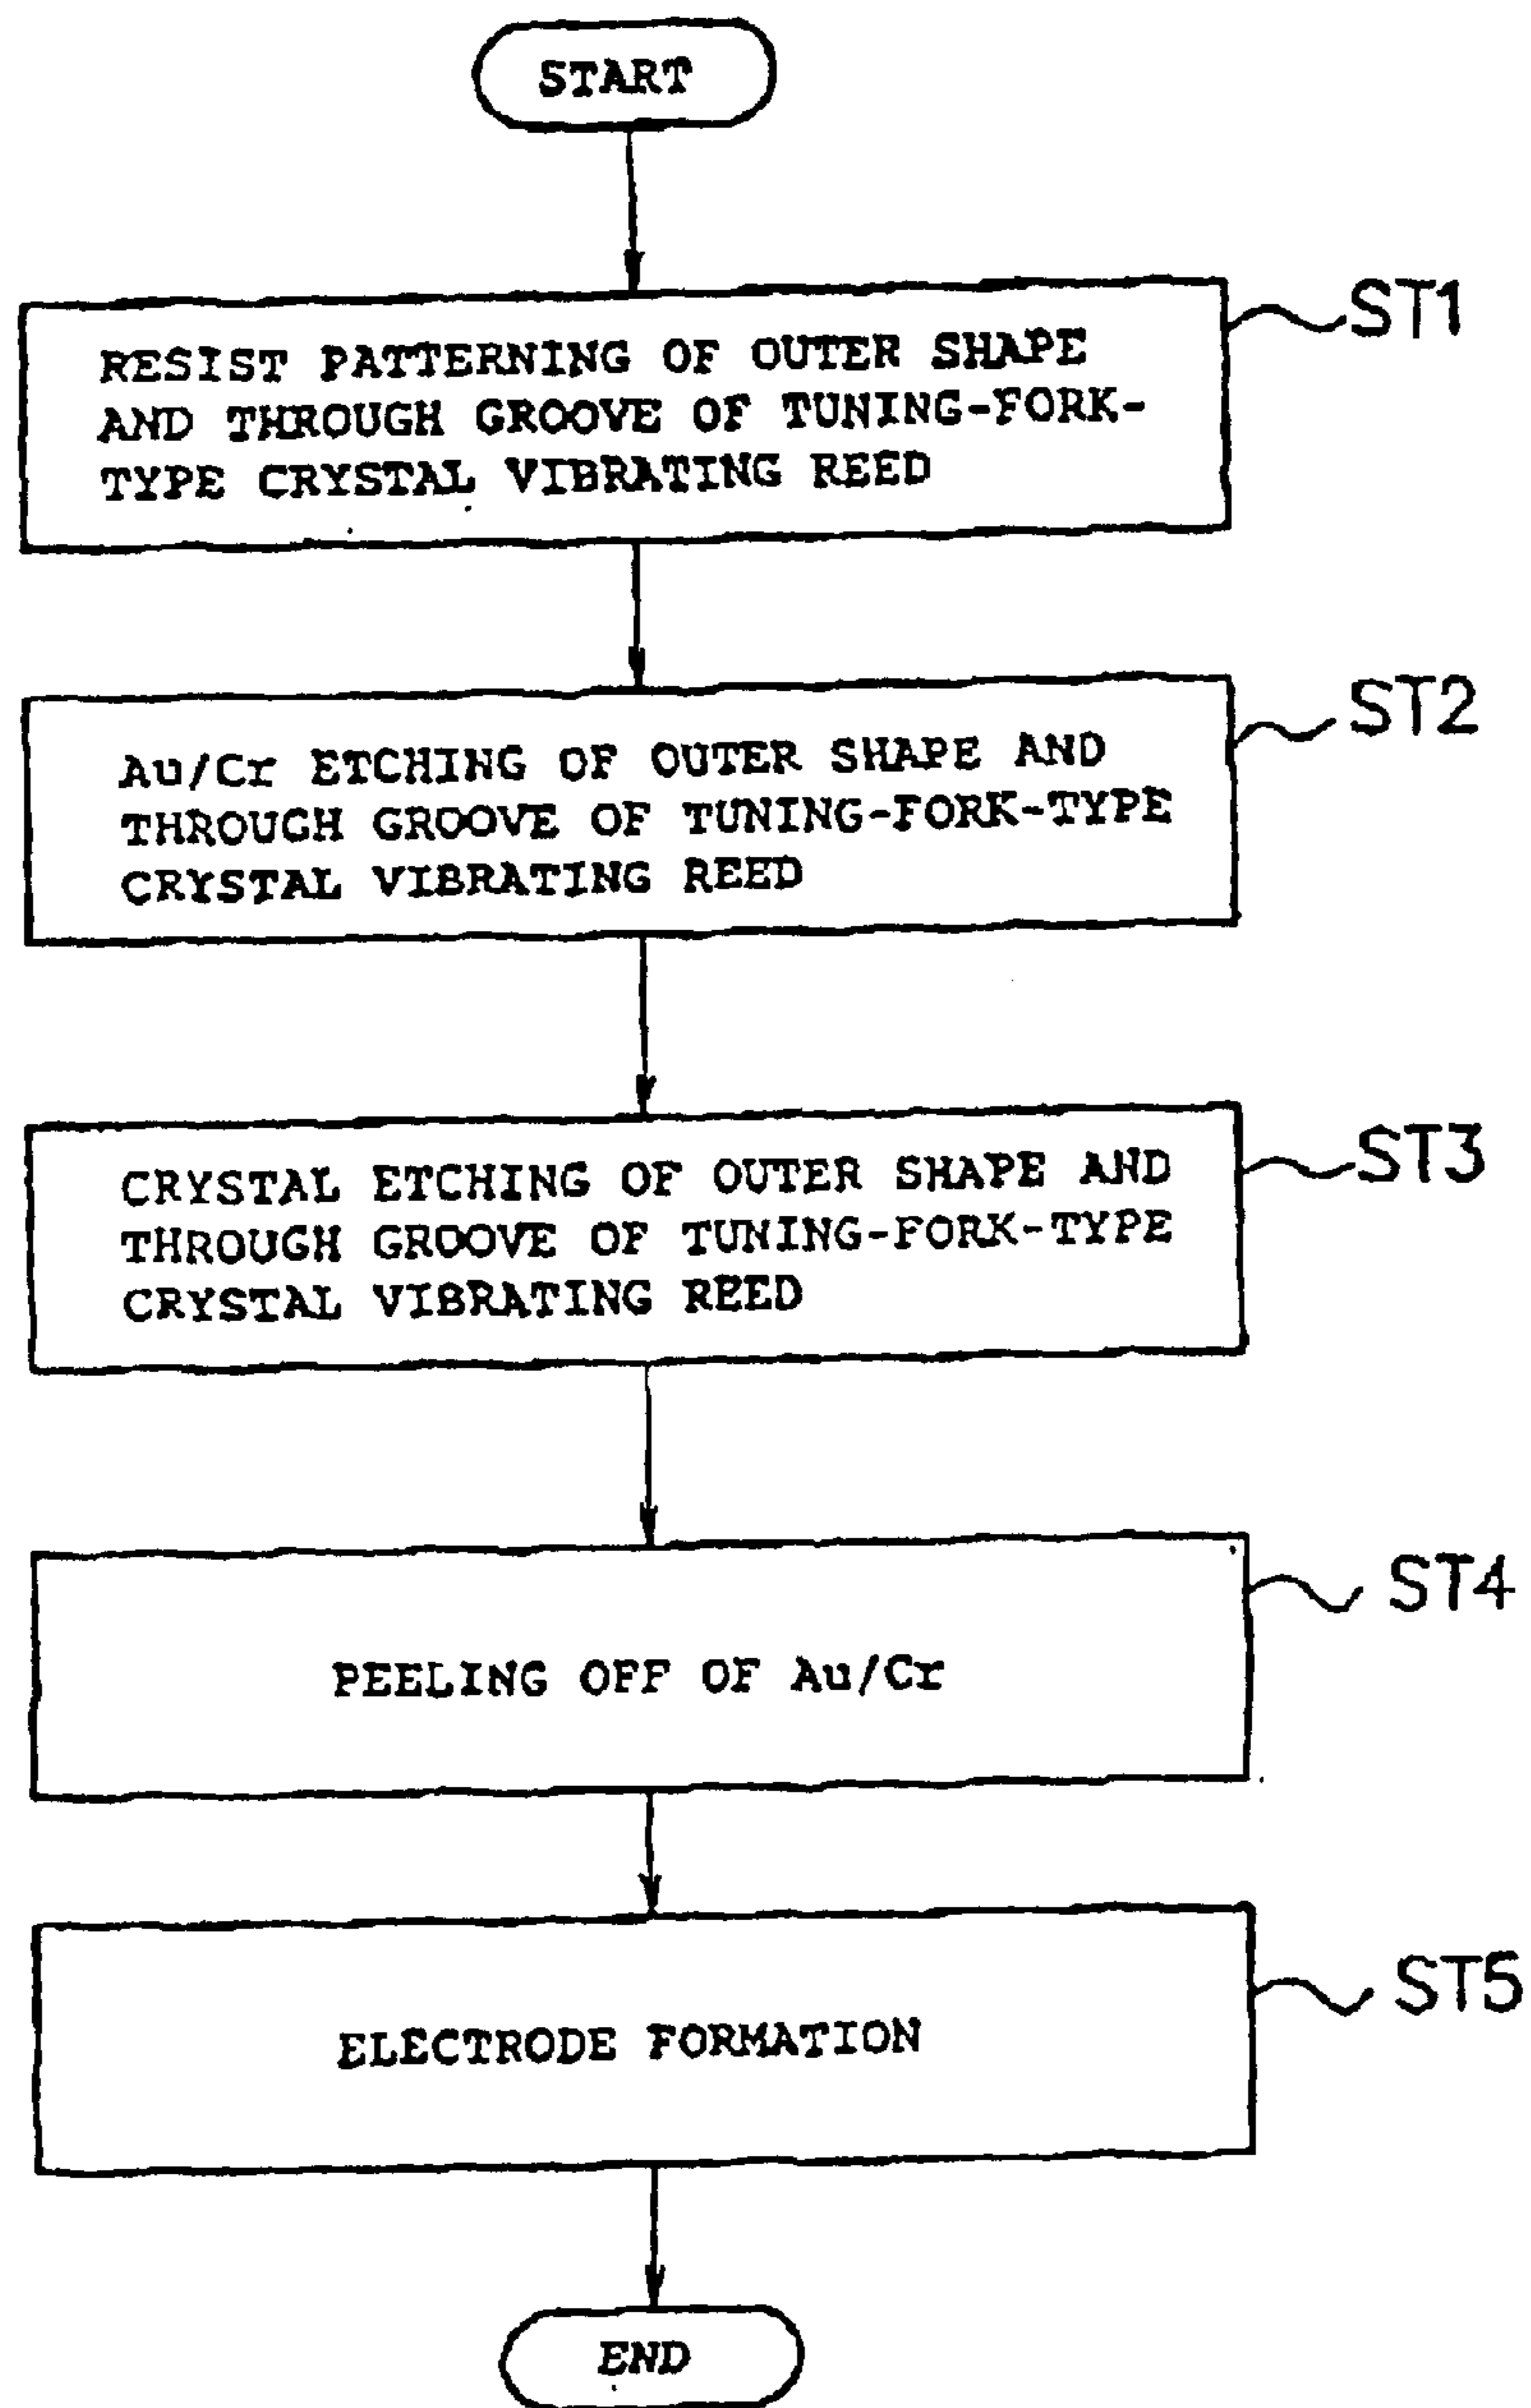 START
ST1
RESIST PATTERNING OF OUTER SHAPE
AND THROUGH GROOVE OF TUNING-FORK-
TYPE CRYSTAL VIBRATING REED
ST2
Au/Cr ETCHING OF OUTER SHAPE AND
THROUGH GROOVE OF TUNING-FORK-TYPE
CRYSTAL VIBRATING REED
ST3
CRYSTAL ETCHING OF OUTER SHAPE AND
THROUGH GROOVE OF TUNING-FORK-TYPE
CRYSTAL VIBRATING REED
ST4
PEELING OFF OF Au/Cr
ST5
ELECTRODE FORMATION
END